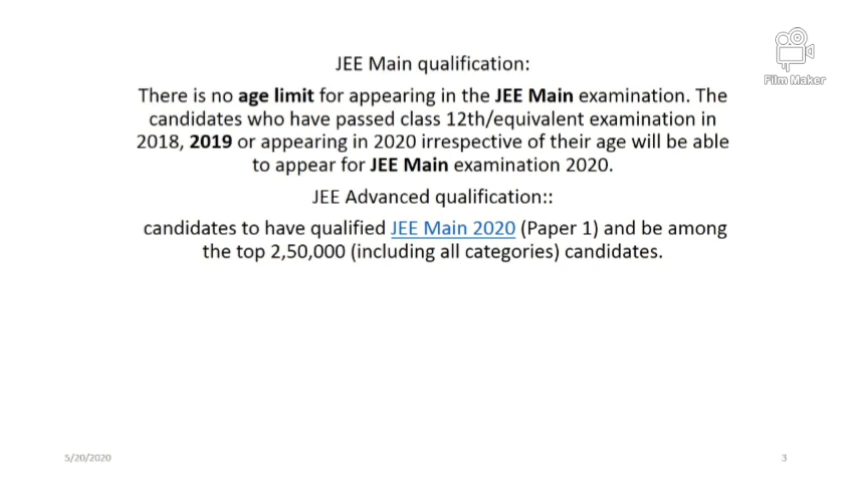 JEE Main qualification:
Film Maker
There is no age limit for appearing in the JEE Main examination. The
candidates who have passed class 12th/equivalent examination in
2018, 2019 or appearing in 2020 irrespective of their age will be able
to appear for JEE Main examination 2020.
JEE Advanced qualification::
candidates to have qualified JEE Main 2020 (Paper 1) and be among
the top 2,50,000 (including all categories) candidates.
5/20/2020
3